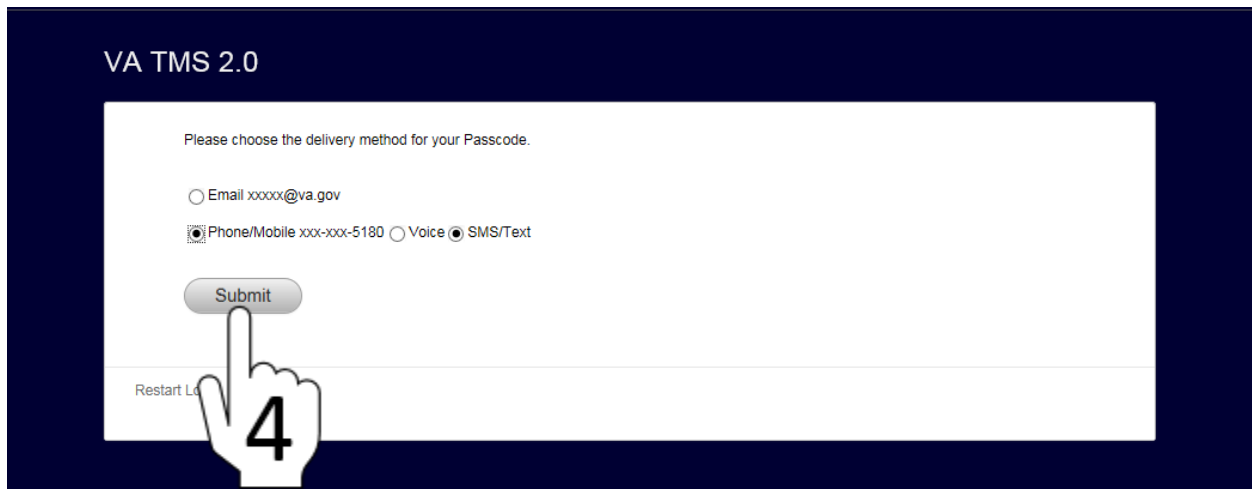 VA TMS 2.0
Please choose the delivery method for your Passcode.
Email xxxxx@va.gov
Phone/Mobile xxx-xxx-5180 Voice SMS/Text
Submit
Restart
4